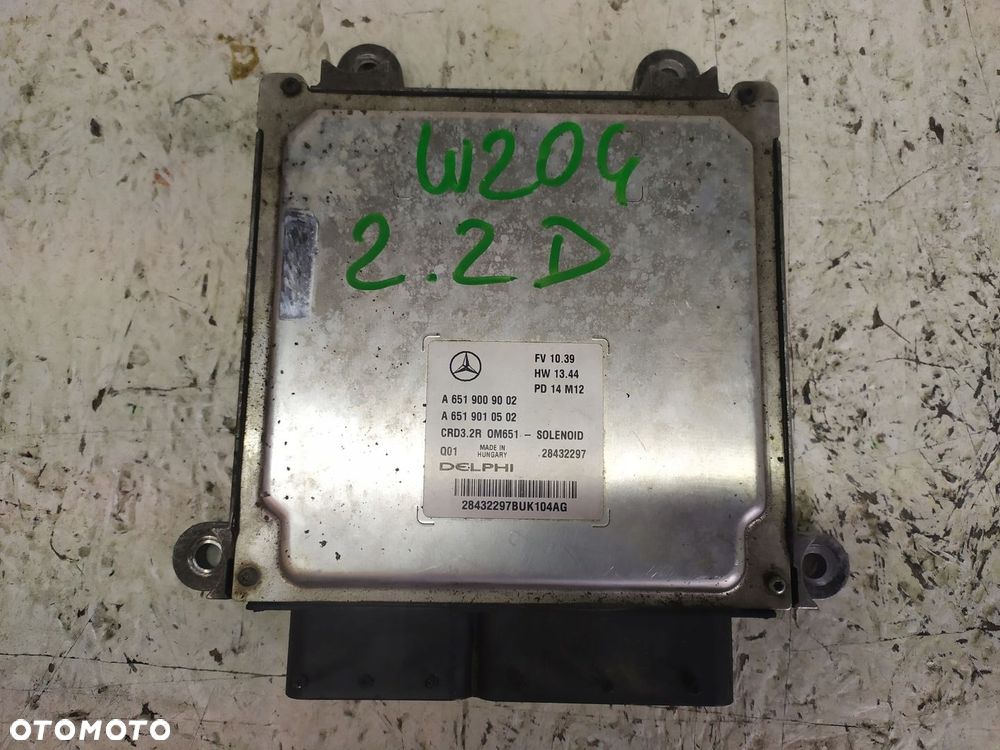 W204
2.2D
FV 10.39
HW 13.44
PD 14 M12
A 651 900 90 02
A 651 901 05 02
CRD3.2R OM651 - SOLENOID
Q01 MADE IN HUNGARY 28432297
DELPHI
28432297BUK104AG
OTOMOTO